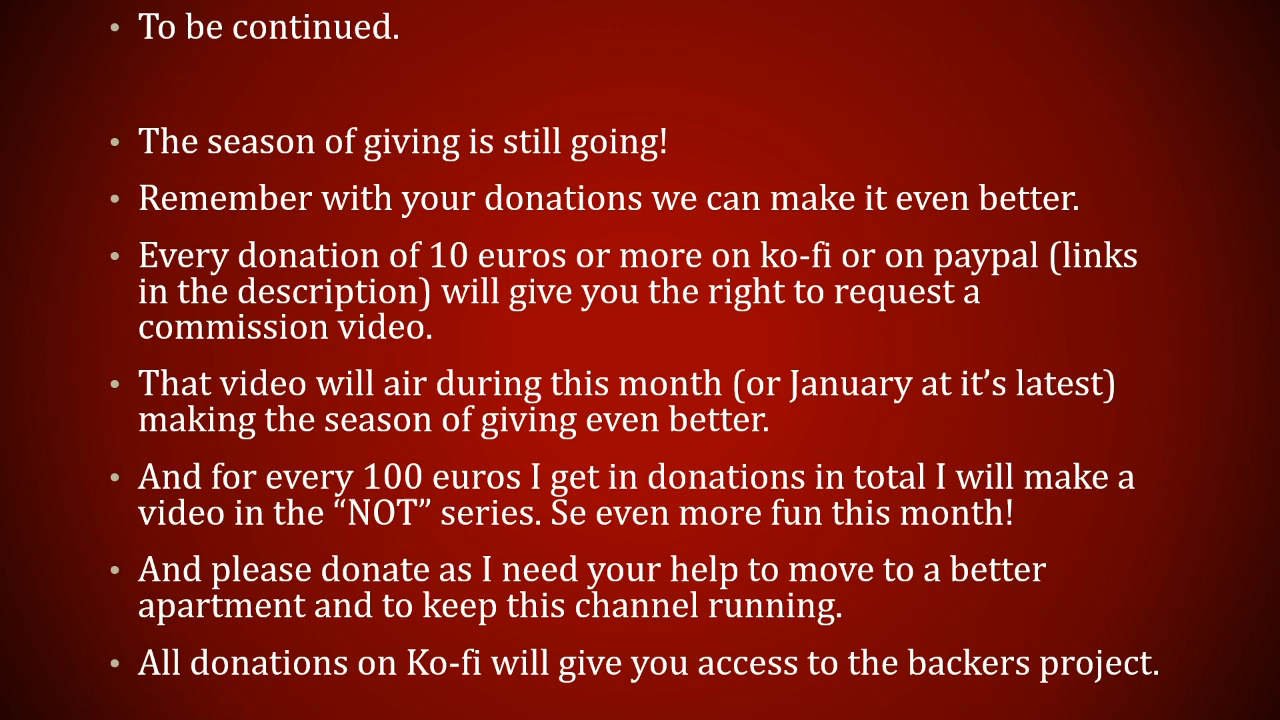 • To be continued.
• The season of giving is still going!
• Remember with your donations we can make it even better.
• Every donation of 10 euros or more on ko-fi or on paypal (links
in the description) will give you the right to request a
commission video.
• That video will air during this month (or January at it’s latest)
making the season of giving even better.
• And for every 100 euros I get in donations in total I will make a
video in the “NOT” series. Se even more fun this month!
• And please donate as I need your help to move to a better
apartment and to keep this channel running.
• All donations on Ko-fi will give you access to the backers project.